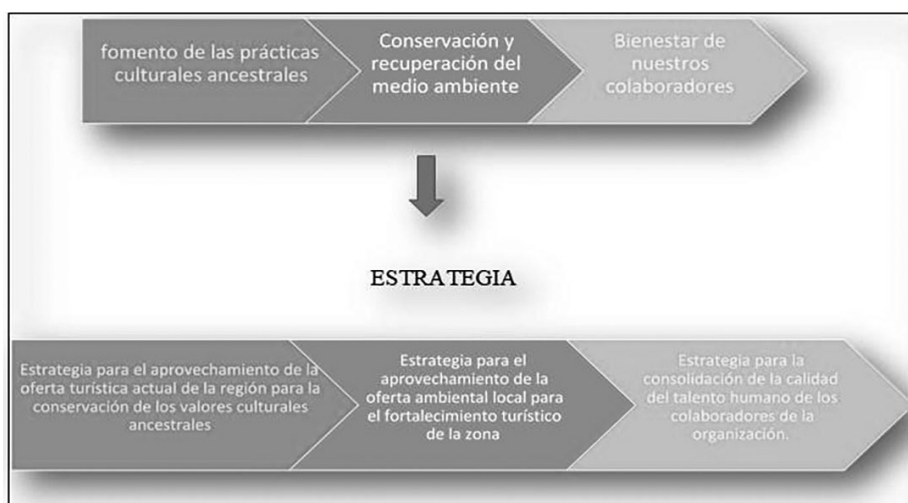 fomento de las prácticas
culturales ancestrales
Conservación y
recuperación del
medio ambiente
Bienestar de
nuestros
colaboradores
ESTRATEGIA
Estrategia para el aprovechamiento de la
oferta turística actual de la región para la
conservación de los valores culturales
ancestrales
Estrategia para el
aprovechamiento de la
oferta ambiental local para
el fortalecimiento turístico
de la zona
Estrategia para la
consolidación de la calidad
del talento humano de los
colaboradores de la
organización.